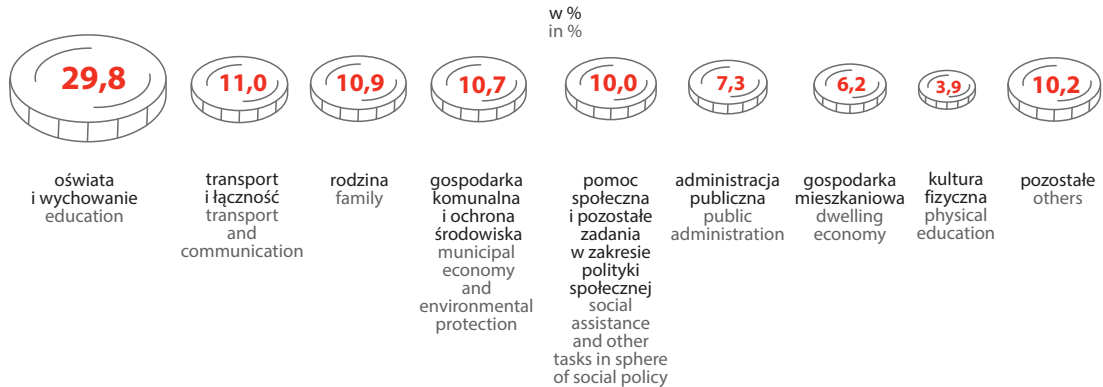 w %
in %
29,8
11,0
10,9
10,7
10,0
7,3
6,2
3,9
10,2
oświata
i wychowanie
education
transport
i łączność
transport
and
communication
rodzina
family
gospodarka
komunalna
i ochrona
środowiska
municipal
economy
and
environmental
protection
pomoc
społeczna
i pozostałe
zadania
w zakresie
polityki
społecznej
social
assistance
and other
tasks in sphere
of social policy
administracja
publiczna
public
administration
gospodarka
mieszkaniowa
dwelling
economy
kultura
fizyczna
physical
education
pozostałe
others